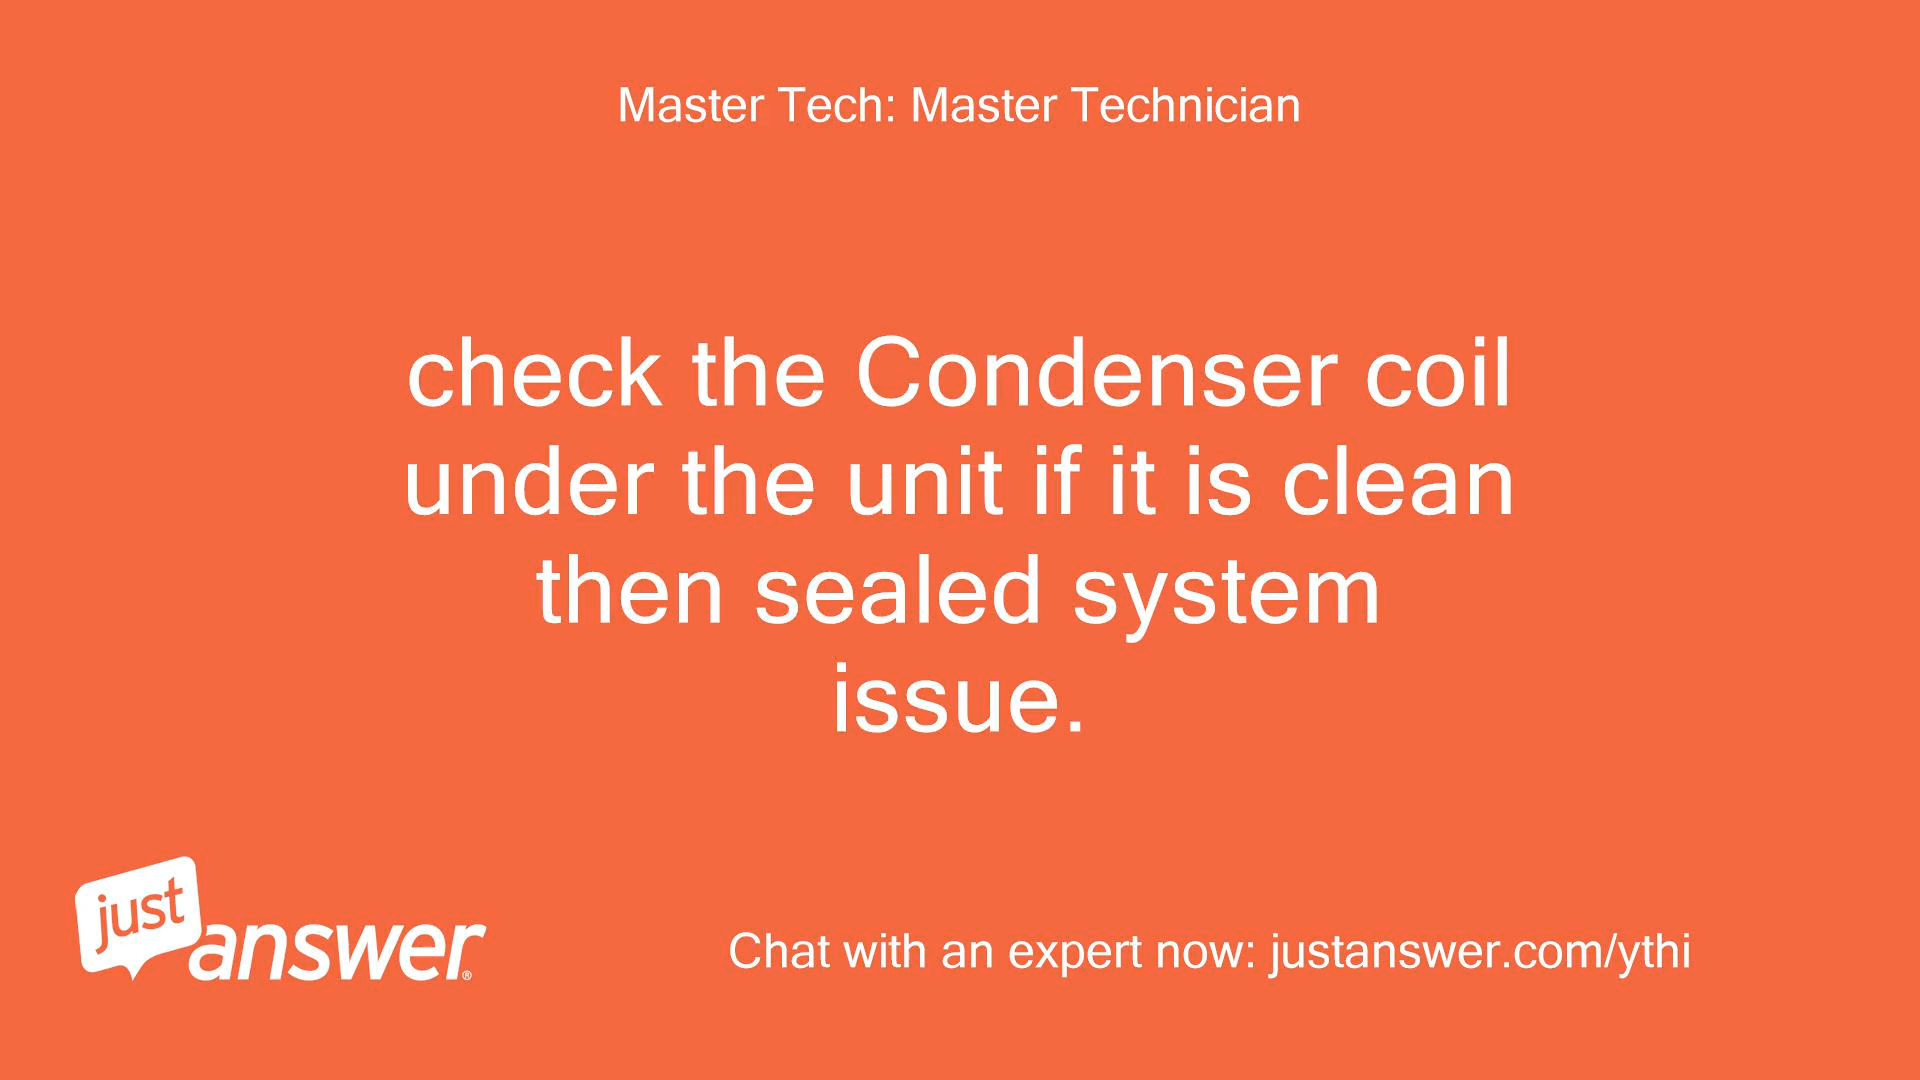 Master Tech: Master Technician
check the Condenser coil
under the unit if it is clean
then sealed system
issue.
just
answer®
Chat with an expert now: justanswer.com/ythi